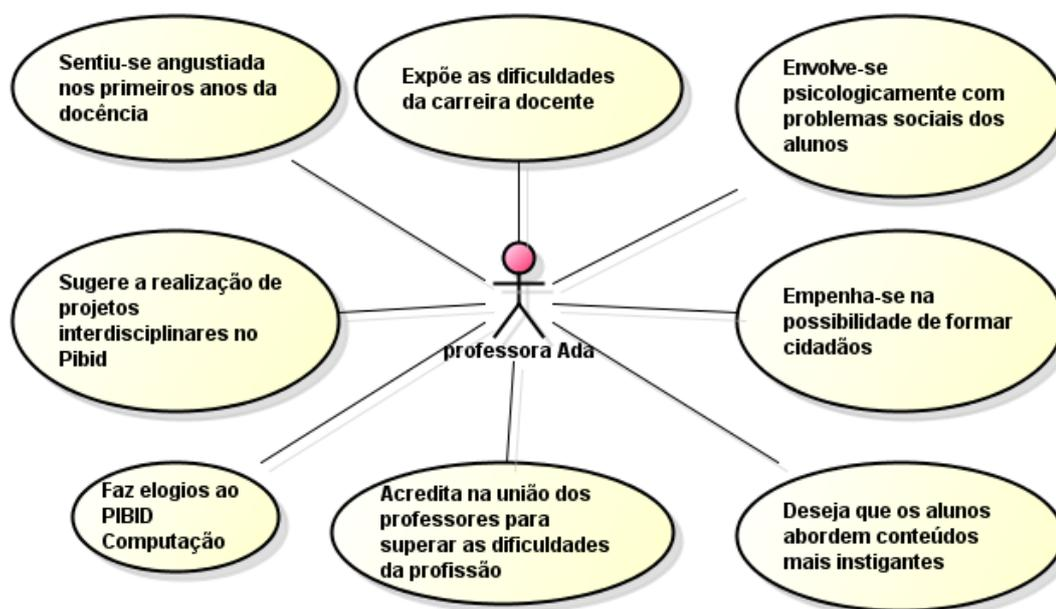 Sentiu-se angustiada
nos primeiros anos da
docência
Expõe as dificuldades
da carreira docente
Envolve-se
psicologicamente com
problemas sociais dos
alunos
Sugere a realização de
projetos
interdisciplinares no
Pibid
professora Ada
Empenha-se na
possibilidade de formar
cidadãos
Faz elogios ao
PIBID
Computação
Acredita na união dos
professores para
superar as dificuldades
da profissão
Deseja que os alunos
abordem conteúdos
mais instigantes